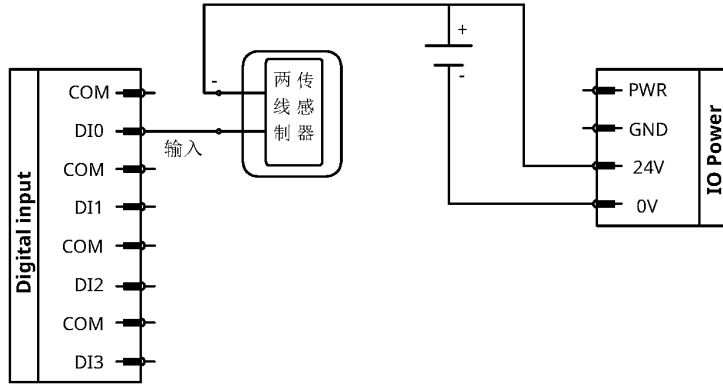 Digital input
COM
DI0
COM
DI1
COM
DI2
COM
DI3
-
输入
两线制
传感器
+
-
PWR
GND
24V
0V
IO Power